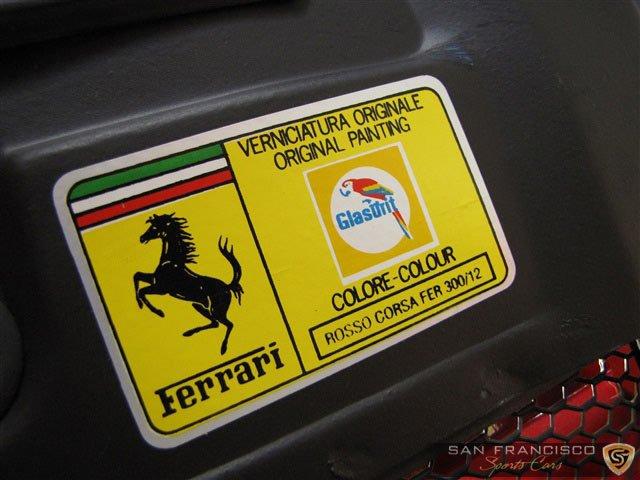 VERNICIATURA ORIGINALE
ORIGINAL PAINTING
Glasurit
COLORE-COLOUR
ROSSO CORSA FER 300/12
Ferrari
SAN FRANCISCO
Sports Cars